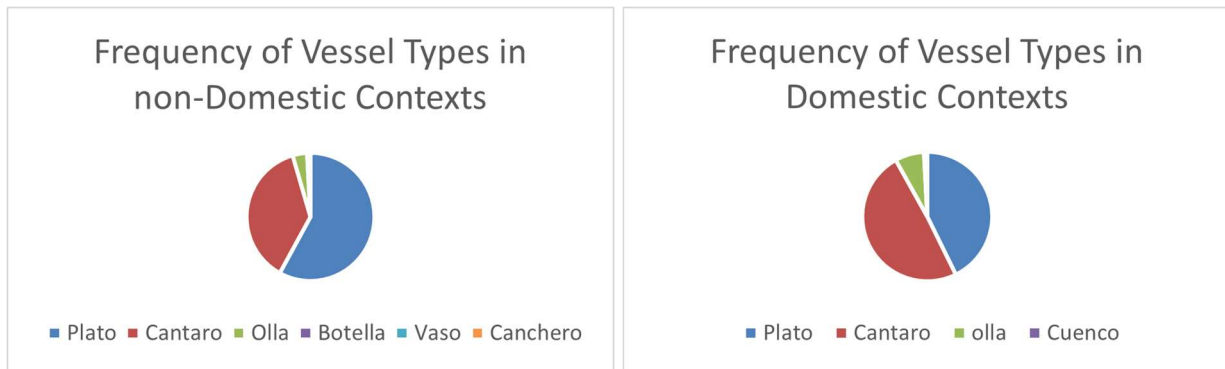 Frequency of Vessel Types in
non-Domestic Contexts
Plato Cantaro Olla Botella Vaso Canchero
Frequency of Vessel Types in
Domestic Contexts
Plato Cantaro olla Cuenco